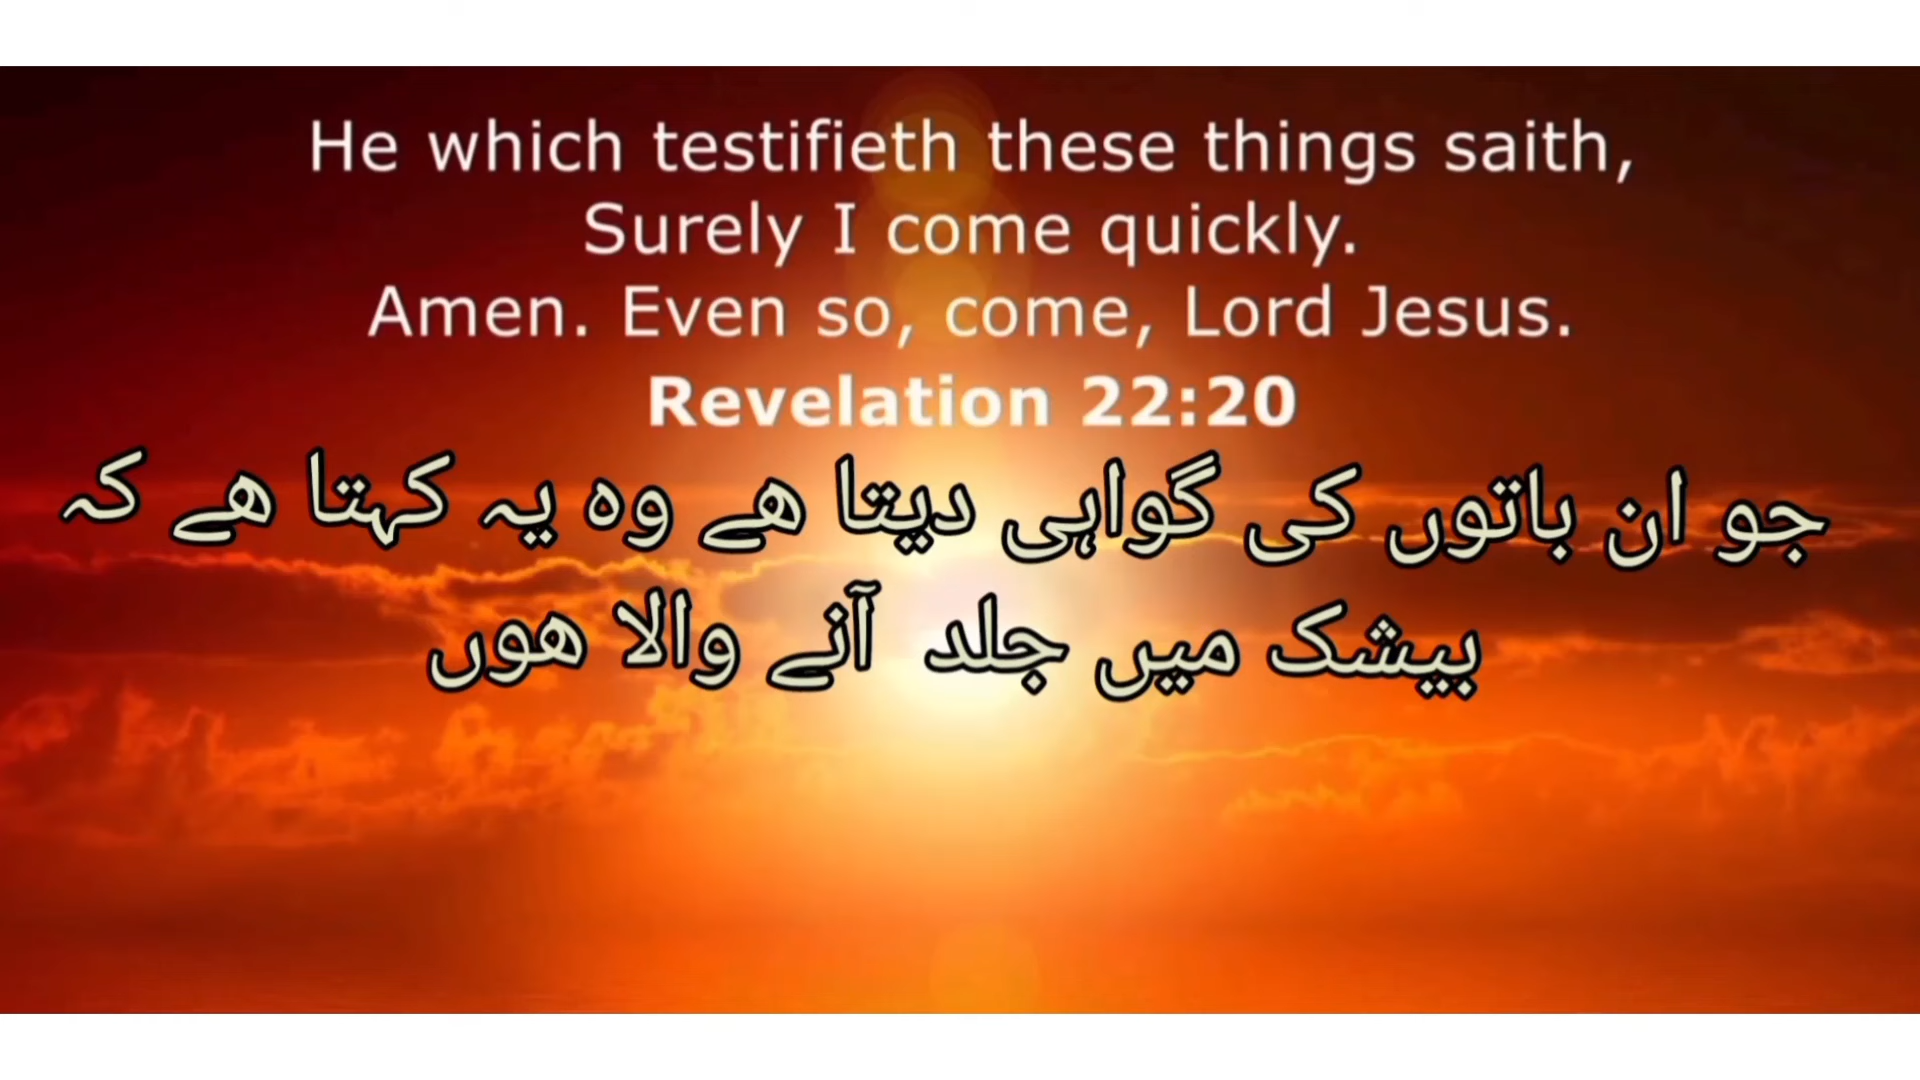 He which testifieth these things saith,
Surely I come quickly.
Amen. Even so, come, Lord Jesus.
Revelation 22:20
جو ان باتوں کی گواہی دیتا ھے وہ یہ کہتا ھے کہ
بیشک میں جلد آنے والا ھوں